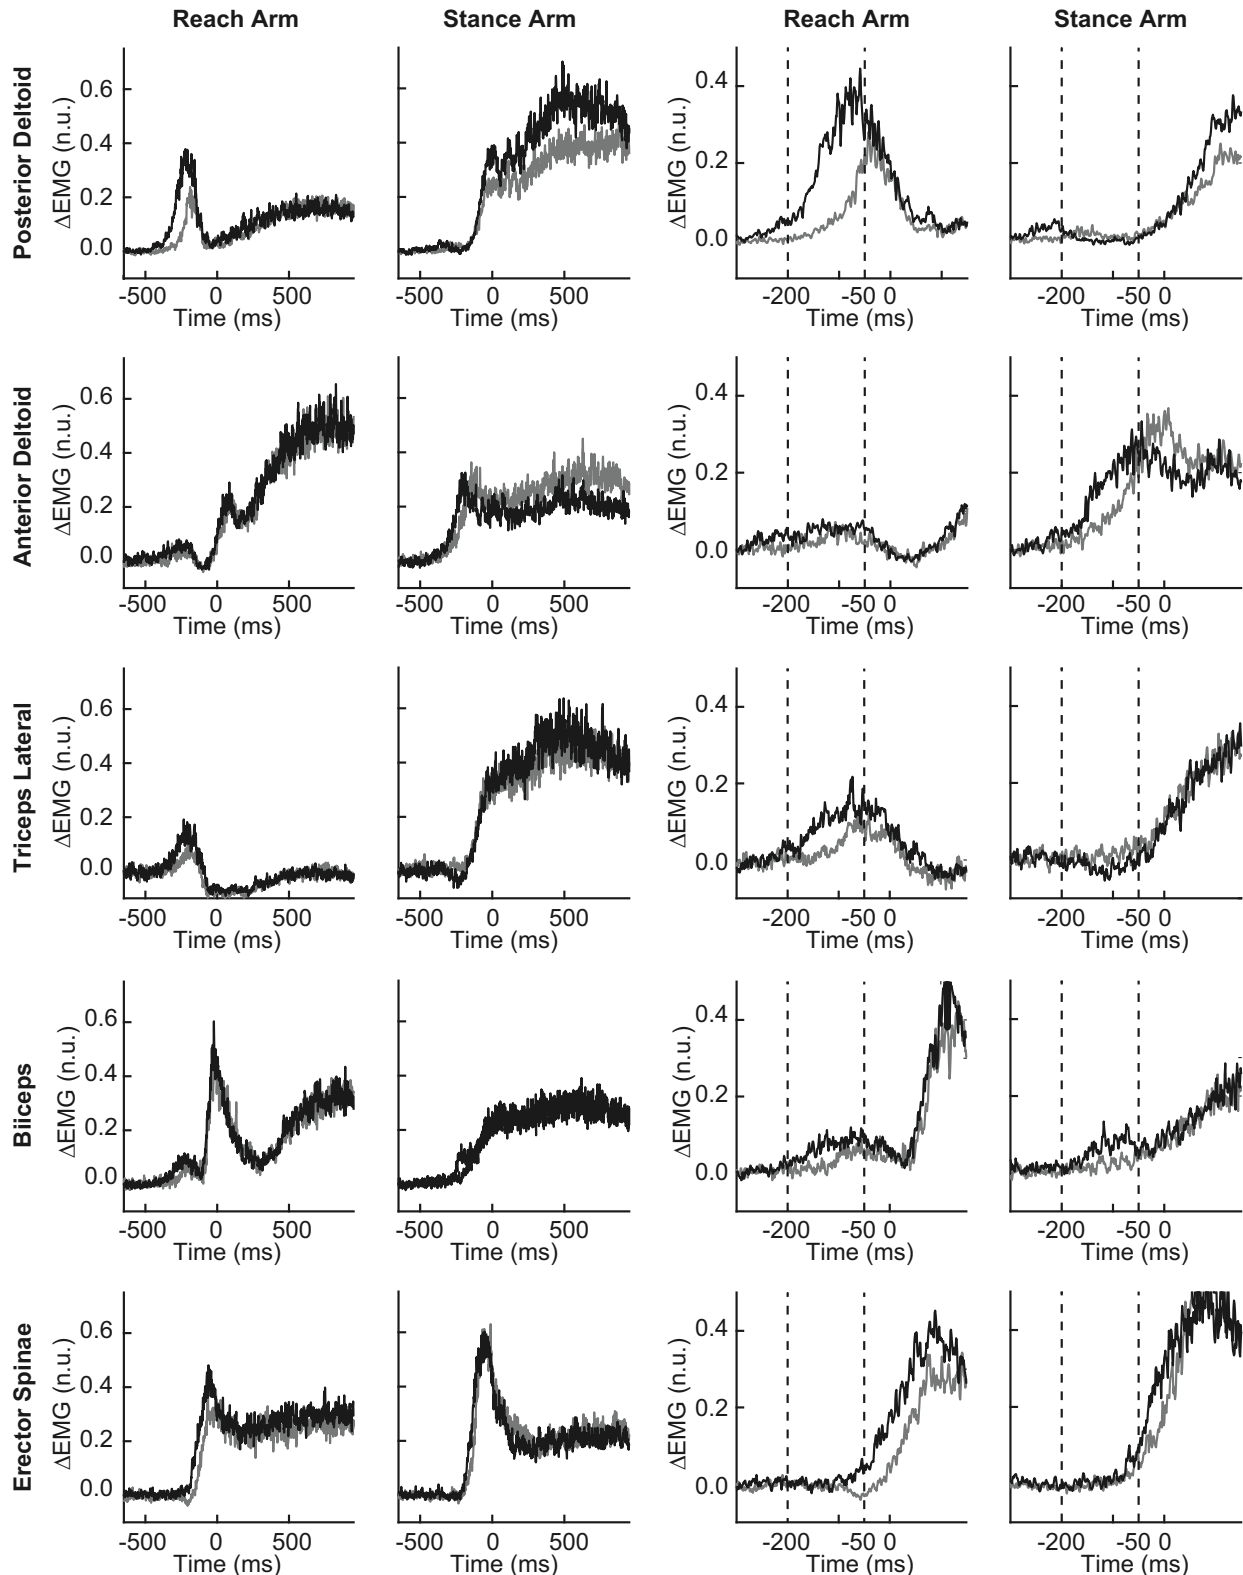 Reach Arm Stance Arm Reach Arm Stance Arm
Posterior Deltoid
ΔEMG (n.u.)
0.6
0.4
0.2
0.0
-500 0 500
Time (ms)
-500 0 500
Time (ms)
ΔEMG (n.u.)
0.4
0.2
0.0
-200 -50 0
Time (ms)
-200 -50 0
Time (ms)
Anterior Deltoid
ΔEMG (n.u.)
0.6
0.4
0.2
0.0
-500 0 500
Time (ms)
-500 0 500
Time (ms)
ΔEMG (n.u.)
0.4
0.2
0.0
-200 -50 0
Time (ms)
-200 -50 0
Time (ms)
Triceps Lateral
ΔEMG (n.u.)
0.6
0.4
0.2
0.0
-500 0 500
Time (ms)
-500 0 500
Time (ms)
ΔEMG (n.u.)
0.4
0.2
0.0
-200 -50 0
Time (ms)
-200 -50 0
Time (ms)
Biiceps
ΔEMG (n.u.)
0.6
0.4
0.2
0.0
-500 0 500
Time (ms)
-500 0 500
Time (ms)
ΔEMG (n.u.)
0.4
0.2
0.0
-200 -50 0
Time (ms)
-200 -50 0
Time (ms)
Erector Spinae
ΔEMG (n.u.)
0.6
0.4
0.2
0.0
-500 0 500
Time (ms)
-500 0 500
Time (ms)
ΔEMG (n.u.)
0.4
0.2
0.0
-200 -50 0
Time (ms)
-200 -50 0
Time (ms)